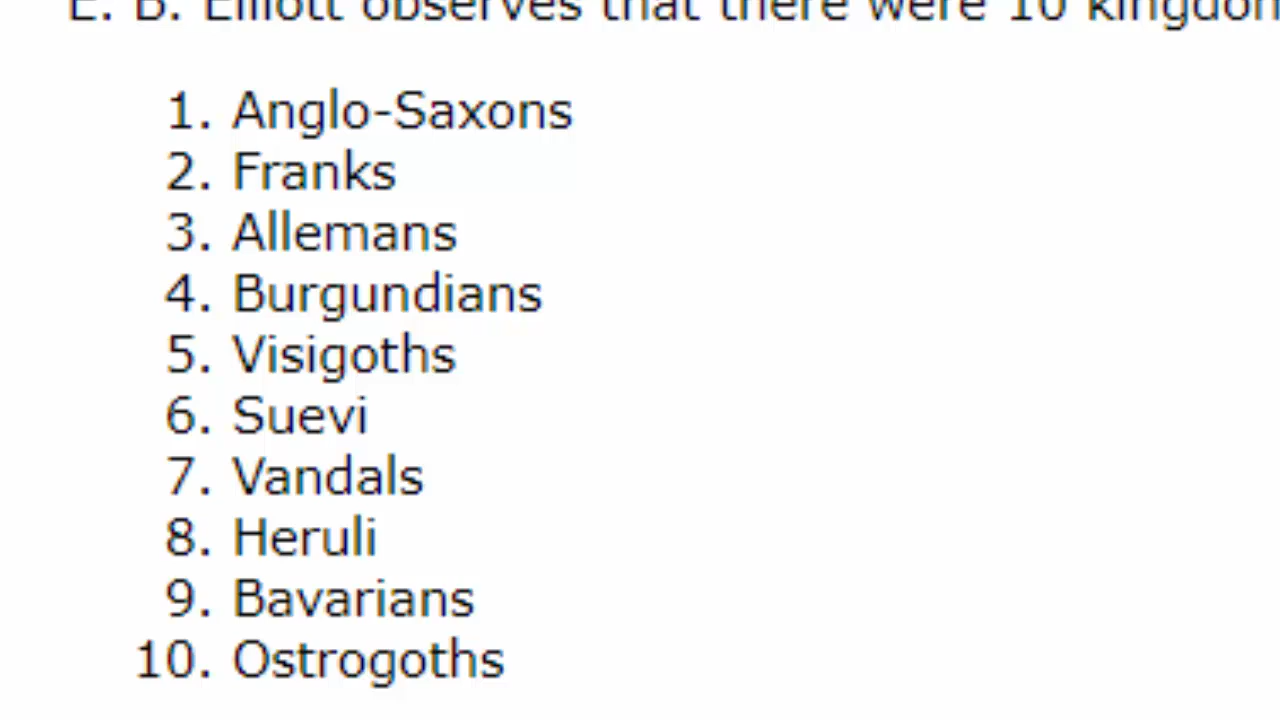 E. B. Elliott observes that there were 10 kingdom
1. Anglo-Saxons
2. Franks
3. Allemans
4. Burgundians
5. Visigoths
6. Suevi
7. Vandals
8. Heruli
9. Bavarians
10. Ostrogoths